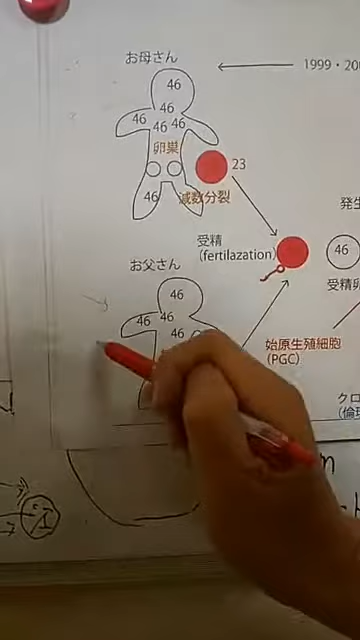 お母さん
1999・200
46
46
46
46
46
卵巣
23
46
減数分裂
発生
受精
(fertilazation)
46
お父さん
受精卵
46
46
46
46
始原生殖細胞
(PGC)
クロ
(倫理